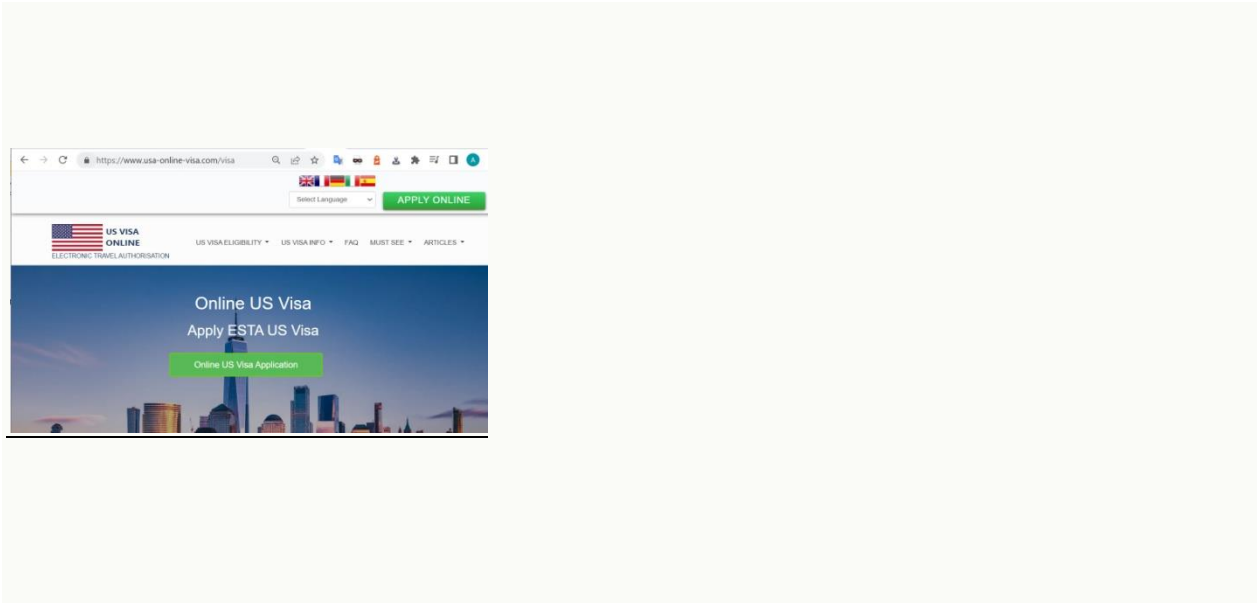 https://www.usa-online-visa.com/visa
A
Select Language
APPLY ONLINE
US VISA
ONLINE
ELECTRONIC TRAVEL AUTHORISATION
US VISA ELIGIBILITY
US VISA INFO
FAQ
MUST SEE
ARTICLES
Online US Visa
Apply ESTA US Visa
Online US Visa Application